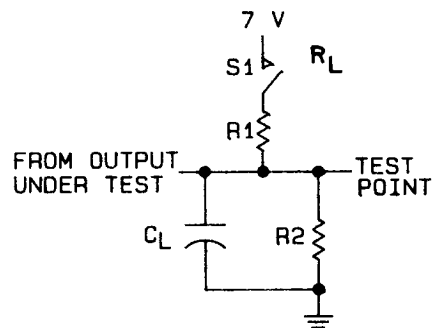 7 V
S1
R_L
R1
FROM OUTPUT
UNDER TEST
TEST
POINT
C_L
R2